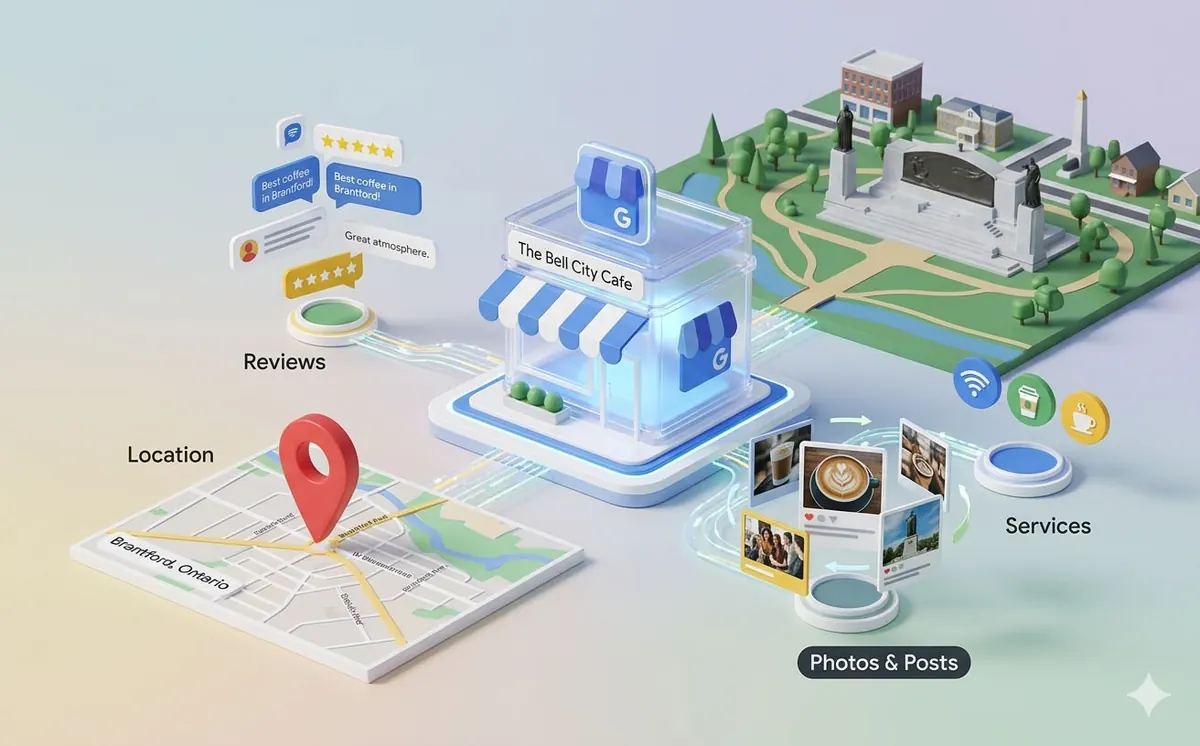 Best coffee
in Brantford!
Best coffee in
Brantford!
Great atmosphere.
Reviews
The Bell City Cafe
G
G
Location
Brantford, Ontario
Services
Photos & Posts